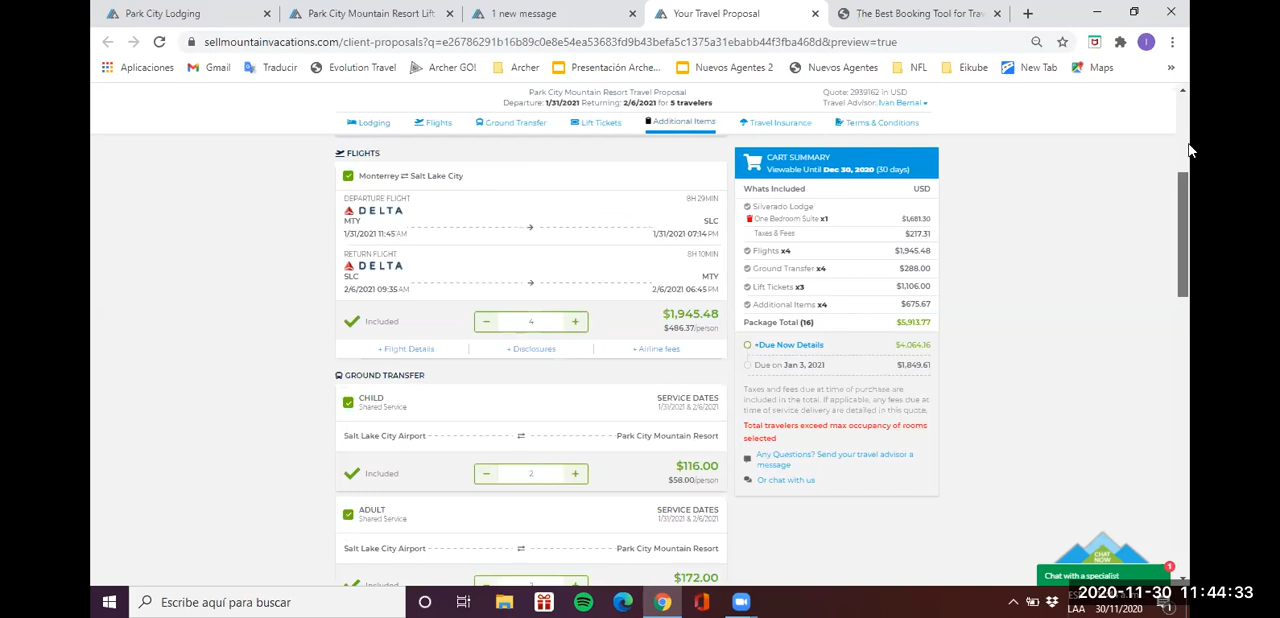 Park City Lodging
Park City Mountain Resort Lift
1 new message
Your Travel Proposal
The Best Booking Tool for Tra
sellmountainvacations.com/client-proposals?q=e26786291b16b89c0e8e54ea53683fd9b43befa5c1375a31ebabb44f3fba468d&preview=true
Aplicaciones
Gmail
Traducir
Evolution Travel
Archer GO!
Archer
Presentación Arche...
Nuevos Agentes 2
Nuevos Agentes
NFL
Eikube
New Tab
Maps
»
Park City Mountain Resort Travel Proposal
Departure: 1/31/2021 Returning: 2/6/2021 for 5 travelers
Quote: 2939162 in USD
Travel Advisor: Ivan Bernal
Lodging
Flights
Ground Transfer
Lift Tickets
Additional Items
Travel Insurance
Terms & Conditions
FLIGHTS
Monterrey ⇄ Salt Lake City
DEPARTURE FLIGHT 8H 29MIN
DELTA
MTY SLC
1/31/2021 11:45 AM 1/31/2021 07:14 PM
RETURN FLIGHT 8H 10MIN
DELTA
SLC MTY
2/6/2021 09:35 AM 2/6/2021 06:45 PM
Included − 4 + $1,945.48
$486.37/person
+ Flight Details + Disclosures + Airline fees
GROUND TRANSFER
CHILD SERVICE DATES
Shared Service 1/31/2021 & 2/6/2021
Salt Lake City Airport ⇄ Park City Mountain Resort
Included − 2 + $116.00
$58.00/person
ADULT SERVICE DATES
Shared Service 1/31/2021 & 2/6/2021
Salt Lake City Airport ⇄ Park City Mountain Resort
$172.00
CART SUMMARY
Viewable Until Dec 30, 2020 (30 days)
Whats Included USD
Silverado Lodge
One Bedroom Suite x1 $1,681.30
Taxes & Fees $217.31
Flights x4 $1,945.48
Ground Transfer x4 $288.00
Lift Tickets x3 $1,106.00
Additional Items x4 $675.67
Package Total (16) $5,913.77
+Due Now Details $4,064.16
Due on Jan 3, 2021 $1,849.61
Taxes and fees due at time of purchase are
included in the total. If applicable, any fees due at
time of service delivery are detailed in this quote.
Total travelers exceed max occupancy of rooms
selected
Any Questions? Send your travel advisor a
message
Or chat with us
CHAT
NOW
1
Chat with a specialist
Escribe aquí para buscar
2020-11-30 11:44:33
LAA 30/11/2020